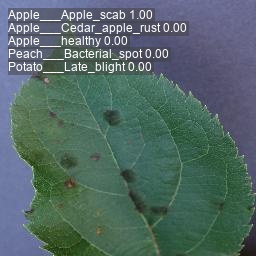 Apple___Apple_scab 1.00
Apple___Cedar_apple_rust 0.00
Apple___healthy 0.00
Peach___Bacterial_spot 0.00
Potato___Late_blight 0.00